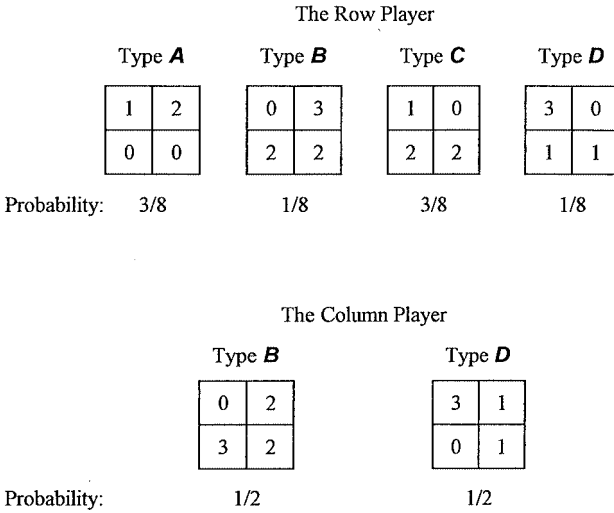 The Row Player
Type A Type B Type C Type D
1 2 0 3 1 0 3 0
0 0 2 2 2 2 1 1
Probability: 3/8 1/8 3/8 1/8
The Column Player
Type B Type D
0 2 3 1
3 2 0 1
Probability: 1/2 1/2